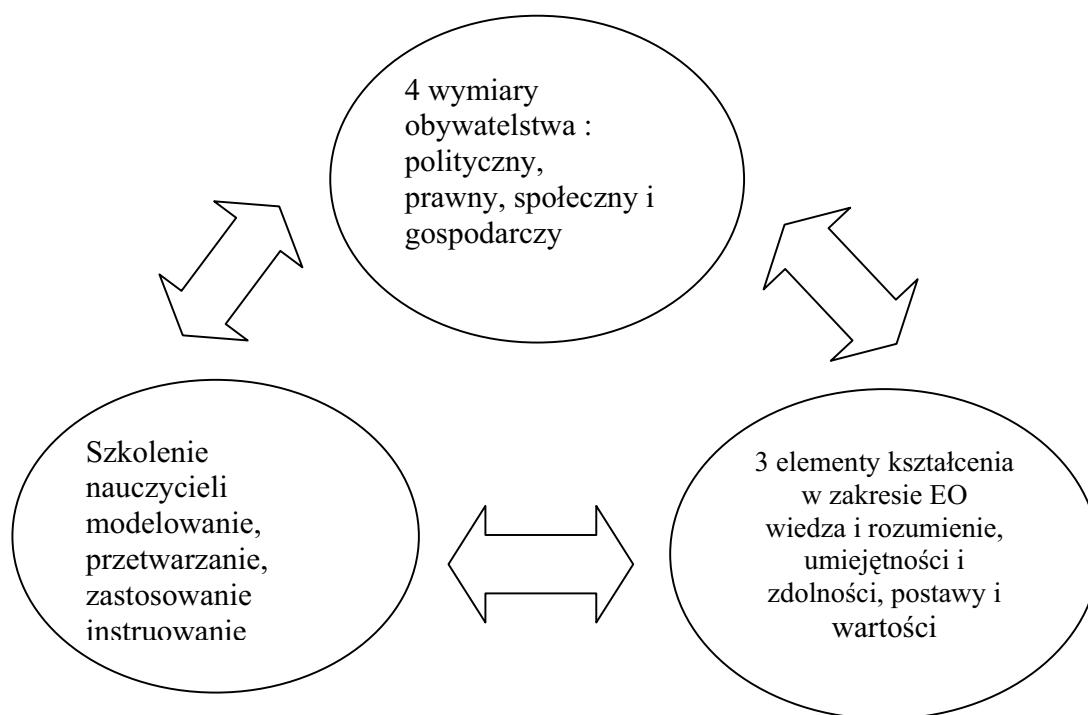 4 wymiary
obywatelstwa :
polityczny,
prawny, społeczny i
gospodarczy
Szkolenie
nauczycieli
modelowanie,
przetwarzanie,
zastosowanie
instruowanie
3 elementy kształcenia
w zakresie EO
wiedza i rozumienie,
umiejętności i
zdolności, postawy i
wartości